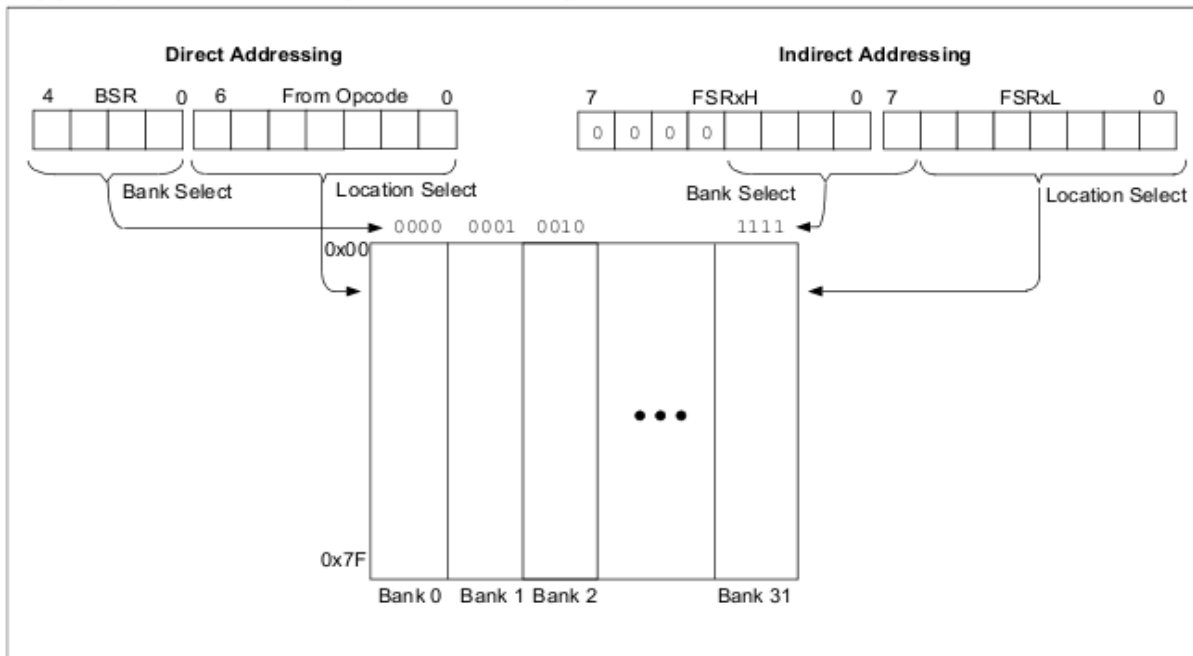 Direct Addressing
Indirect Addressing
4 BSR 0 6 From Opcode 0
7 FSRxH 0 7 FSRxL 0
0 0 0 0
Bank Select
Location Select
Bank Select
Location Select
0000 0001 0010 1111
0x00
0x7F
Bank 0 Bank 1 Bank 2 Bank 31